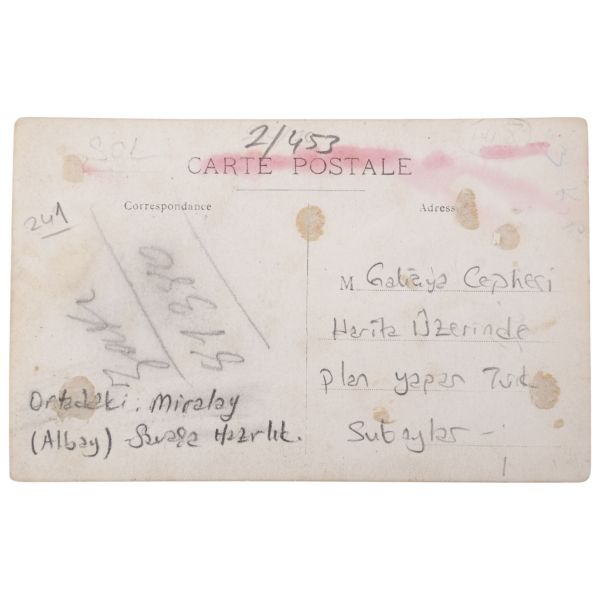 2/453
CARTE POSTALE
Correspondance
Adress
241
M Galiçya Cephesi
Harita Üzerinde
plan yapan Türk
Subaylar -
Ortadaki. Miralay
(Albay) Savaşa Hazırlık.